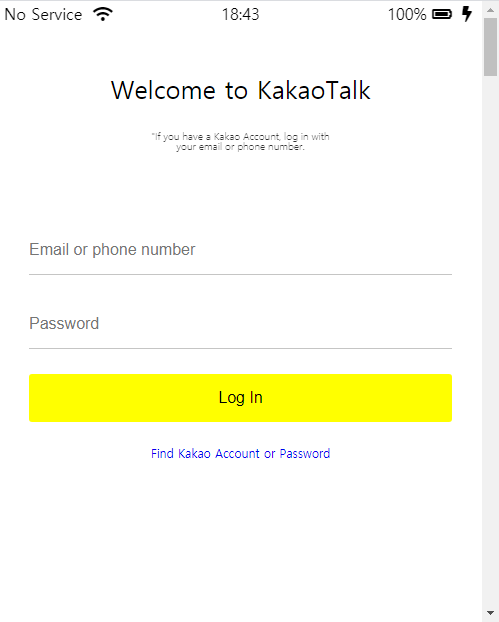 No Service 18:43 100%
Welcome to KakaoTalk
"If you have a Kakao Account, log in with
your email or phone number.
Email or phone number
Password
Log In
Find Kakao Account or Password